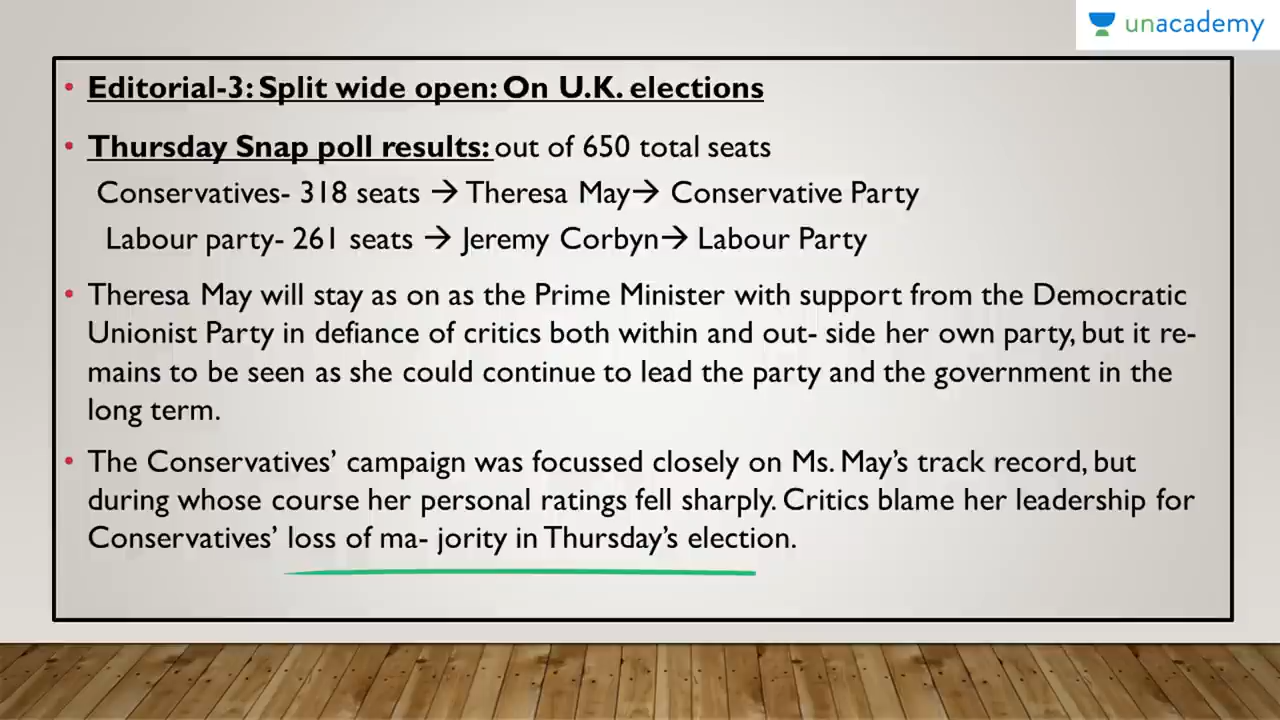 unacademy
• Editorial-3: Split wide open: On U.K. elections
• Thursday Snap poll results: out of 650 total seats
Conservatives- 318 seats → Theresa May→ Conservative Party
Labour party- 261 seats → Jeremy Corbyn→ Labour Party
• Theresa May will stay as on as the Prime Minister with support from the Democratic
Unionist Party in defiance of critics both within and out- side her own party, but it re-
mains to be seen as she could continue to lead the party and the government in the
long term.
• The Conservatives’ campaign was focussed closely on Ms. May’s track record, but
during whose course her personal ratings fell sharply. Critics blame her leadership for
Conservatives’ loss of ma- jority in Thursday’s election.